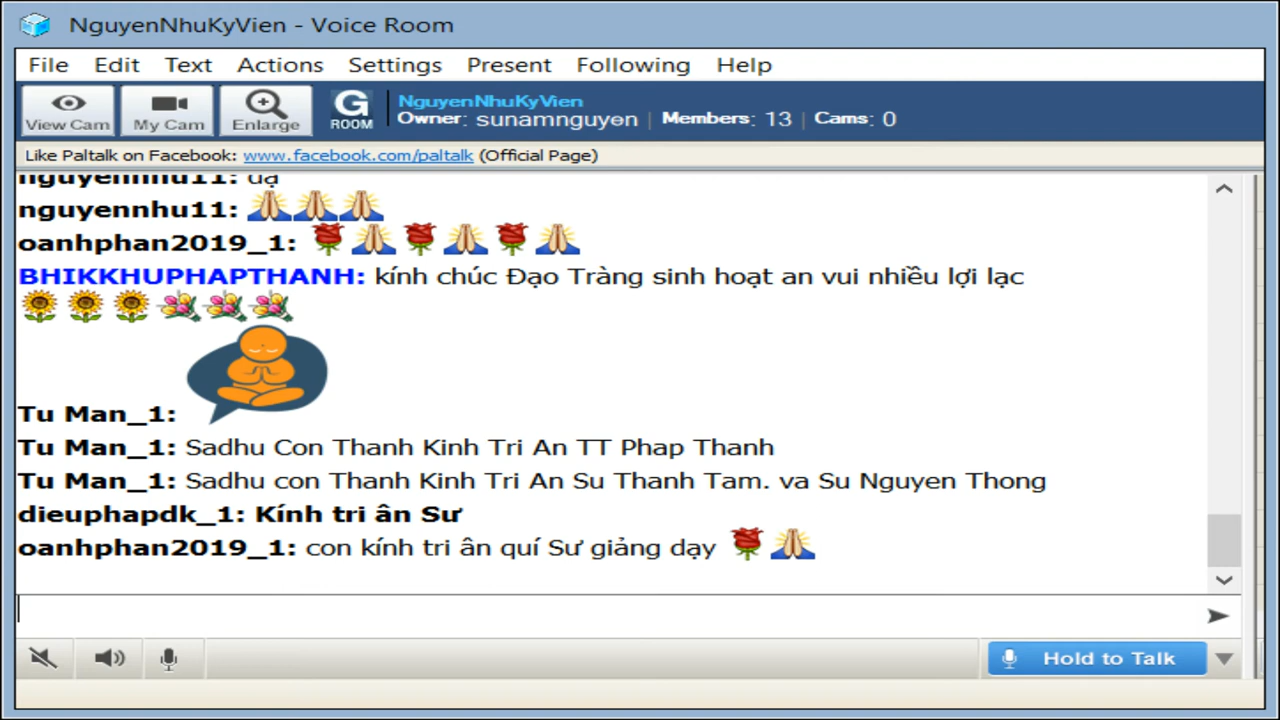 NguyenNhuKyVien - Voice Room
File Edit Text Actions Settings Present Following Help
View Cam My Cam Enlarge G ROOM
NguyenNhuKyVien
Owner: sunamnguyen | Members: 13 | Cams: 0
Like Paltalk on Facebook: www.facebook.com/paltalk (Official Page)
nguyennhu11: dạ
nguyennhu11: 🙏🙏🙏
oanhphan2019_1: 🌹🙏🌹🙏🌹🙏
BHIKKHUPHAPTHANH: kính chúc Đạo Tràng sinh hoạt an vui nhiều lợi lạc
🌻🌻🌻💐💐💐
Tu Man_1:
Tu Man_1: Sadhu Con Thanh Kinh Tri An TT Phap Thanh
Tu Man_1: Sadhu con Thanh Kinh Tri An Su Thanh Tam. va Su Nguyen Thong
dieuphapdk_1: Kính tri ân Sư
oanhphan2019_1: con kính tri ân quí Sư giảng dạy 🌹🙏
Hold to Talk